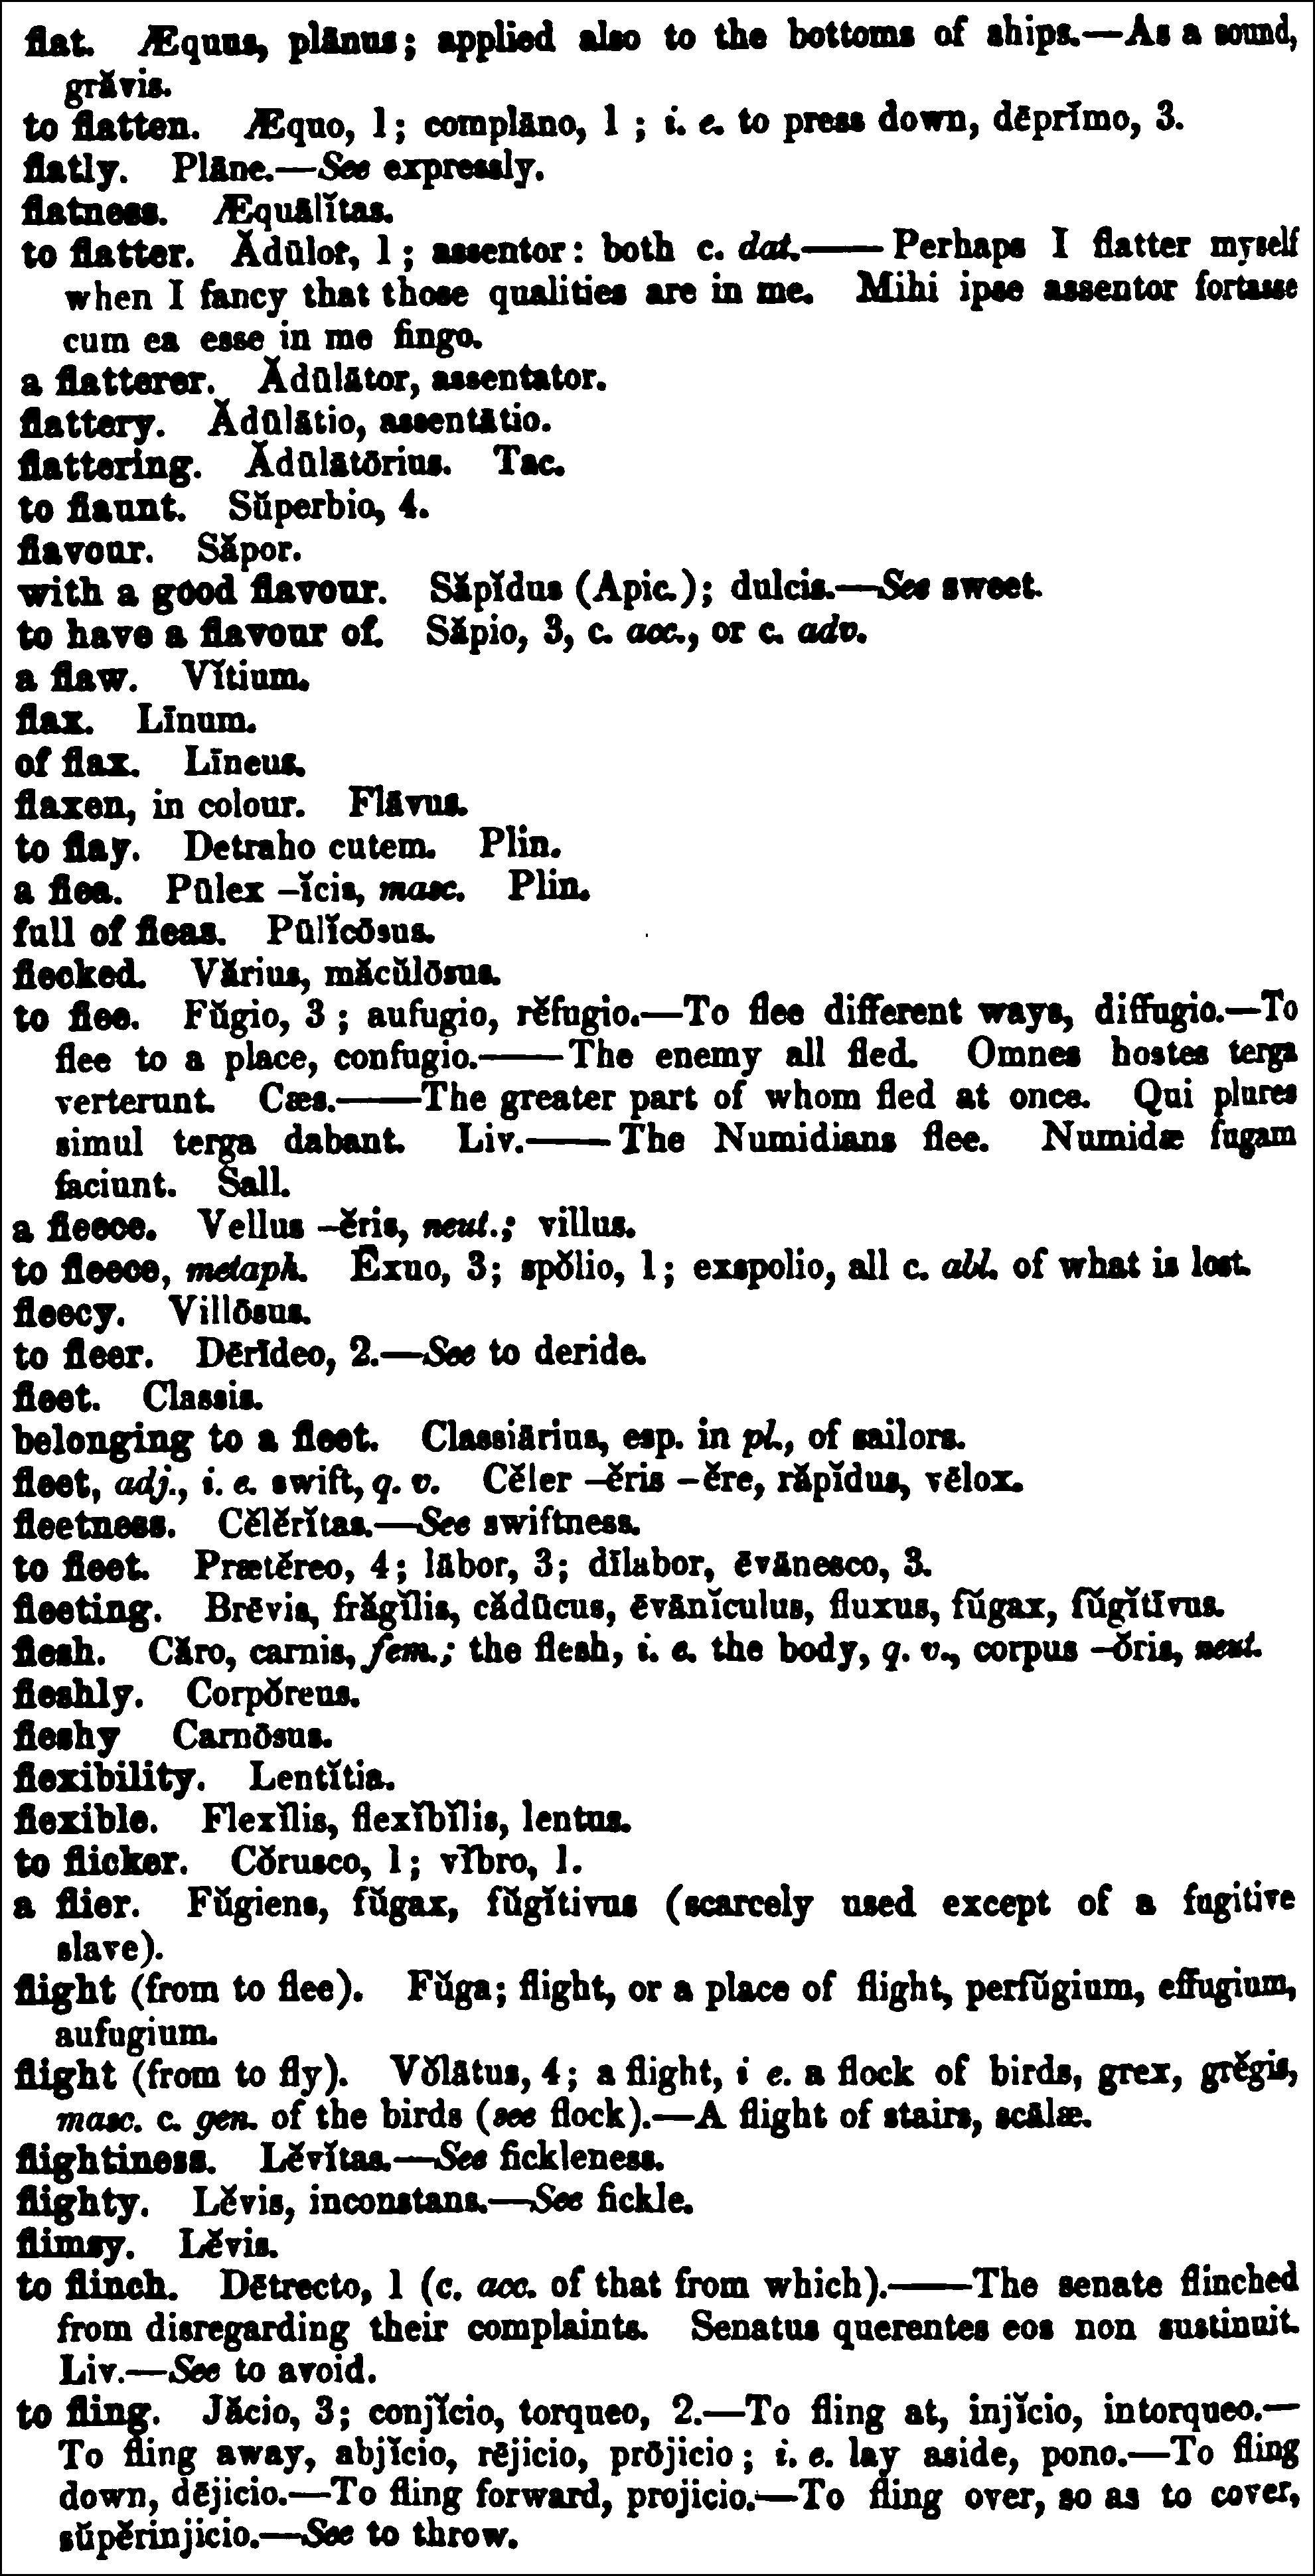 flat. Æquus, plānus; applied also to the bottoms of ships.—As a sound,
grăvis.
to flatten. Æquo, 1; complāno, 1; i. e. to press down, dēprĭmo, 3.
flatly. Plāne.—See expressly.
flatness. Æquālĭtas.
to flatter. Ădūlor, 1; assentor: both c. dat.——Perhaps I flatter myself
when I fancy that those qualities are in me. Mihi ipse assentor fortasse
cum ea esse in me fingo.
a flatterer. Ădūlātor, assentator.
flattery. Ădūlātio, assentātio.
flattering. Ădūlātōrius. Tac.
to flaunt. Sŭperbio, 4.
flavour. Săpor.
with a good flavour. Săpĭdus (Apic.); dulcis.—See sweet.
to have a flavour of. Săpio, 3, c. acc., or c. adv.
a flaw. Vĭtium.
flax. Līnum.
of flax. Līneus.
flaxen, in colour. Flāvus.
to flay. Detraho cutem. Plin.
a flea. Pūlex –ĭcis, masc. Plin.
full of fleas. Pūlĭcōsus.
flecked. Vărius, măcŭlōsus.
to flee. Fŭgio, 3; aufugio, rĕfugio.—To flee different ways, diffugio.—To
flee to a place, confugio.——The enemy all fled. Omnes hostes terga
verterunt. Cæs.——The greater part of whom fled at once. Qui plures
simul terga dabant. Liv.——The Numidians flee. Numidæ fugam
faciunt. Sall.
a fleece. Vellus –ĕris, neut.; villus.
to fleece, metaph. Exuo, 3; spŏlio, 1; exspolio, all c. abl. of what is lost.
fleecy. Villōsus.
to fleer. Dērīdeo, 2.—See to deride.
fleet. Classis.
belonging to a fleet. Classiārius, esp. in pl., of sailors.
fleet, adj., i. e. swift, q. v. Cĕler –ĕris –ĕre, răpĭdus, vēlox.
fleetness. Cĕlĕrĭtas.—See swiftness.
to fleet. Prætĕreo, 4; lābor, 3; dīlabor, ēvānesco, 3.
fleeting. Brĕvis, frăgĭlis, cădūcus, ēvānĭculus, fluxus, fŭgax, fŭgĭtīvus.
flesh. Căro, carnis, fem.; the flesh, i. e. the body, q. v., corpus –ŏris, neut.
fleshly. Corpŏreus.
fleshy Carnōsus.
flexibility. Lentĭtia.
flexible. Flexĭlis, flexĭbĭlis, lentus.
to flicker. Cŏrusco, 1; vĭbro, 1.
a flier. Fŭgiens, fŭgax, fŭgĭtivus (scarcely used except of a fugitive
slave).
flight (from to flee). Fŭga; flight, or a place of flight, perfŭgium, effugium,
aufugium.
flight (from to fly). Vŏlātus, 4; a flight, i e. a flock of birds, grex, grĕgis,
masc. c. gen. of the birds (see flock).—A flight of stairs, scālæ.
flightiness. Lĕvĭtas.—See fickleness.
flighty. Lĕvis, inconstans.—See fickle.
flimsy. Lĕvis.
to flinch. Dētrecto, 1 (c. acc. of that from which).——The senate flinched
from disregarding their complaints. Senatus querentes eos non sustinuit.
Liv.—See to avoid.
to fling. Jăcio, 3; conjĭcio, torqueo, 2.—To fling at, injĭcio, intorqueo.—
To fling away, abjĭcio, rējicio, prōjicio; i. e. lay aside, pono.—To fling
down, dējicio.—To fling forward, projicio.—To fling over, so as to cover,
sŭpĕrinjicio.—See to throw.